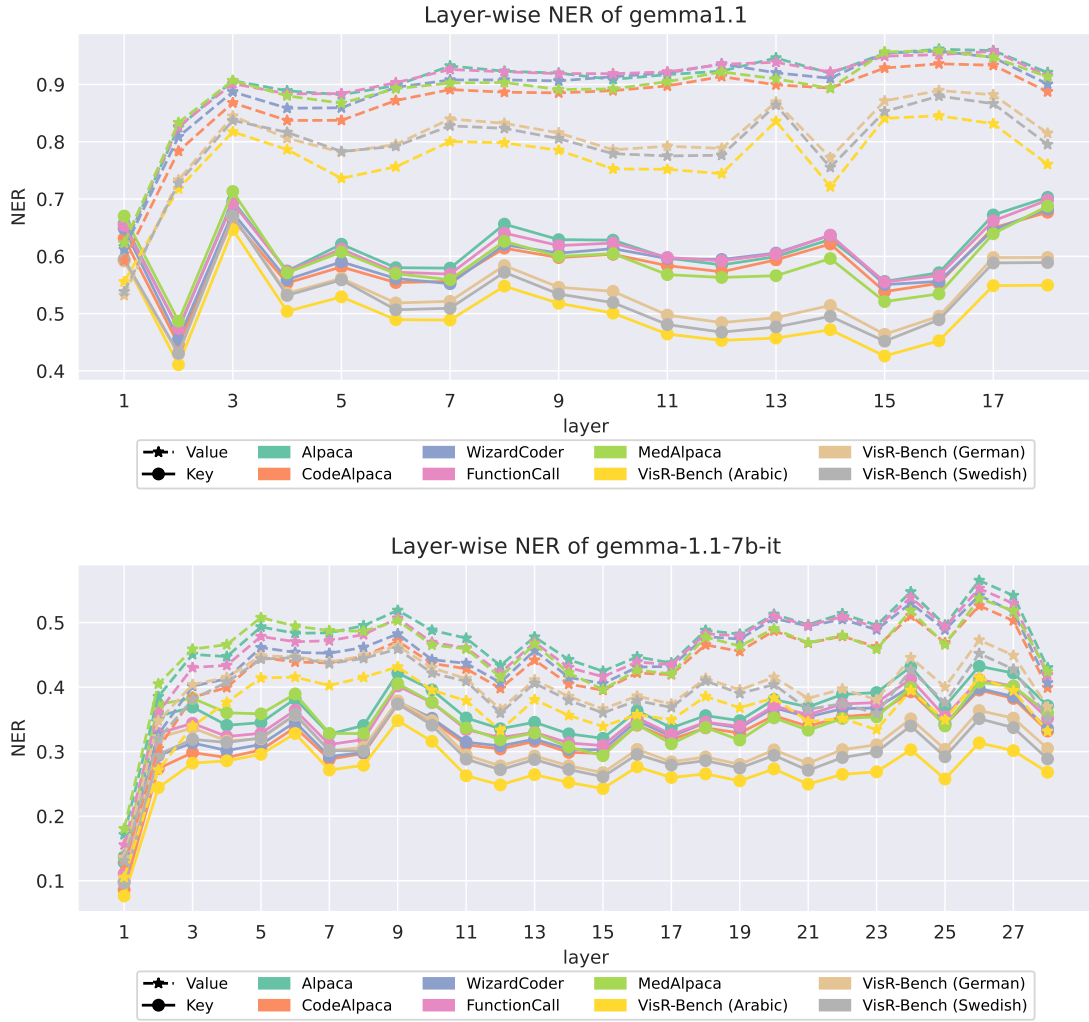 Layer-wise NER of gemma1.1
0.9
0.8
0.7
0.6
0.5
0.4
NER
1 3 5 7 9 11 13 15 17
layer
Value Alpaca WizardCoder MedAlpaca VisR-Bench (German)
Key CodeAlpaca FunctionCall VisR-Bench (Arabic) VisR-Bench (Swedish)
Layer-wise NER of gemma-1.1-7b-it
0.5
0.4
0.3
0.2
0.1
NER
1 3 5 7 9 11 13 15 17 19 21 23 25 27
layer
Value Alpaca WizardCoder MedAlpaca VisR-Bench (German)
Key CodeAlpaca FunctionCall VisR-Bench (Arabic) VisR-Bench (Swedish)